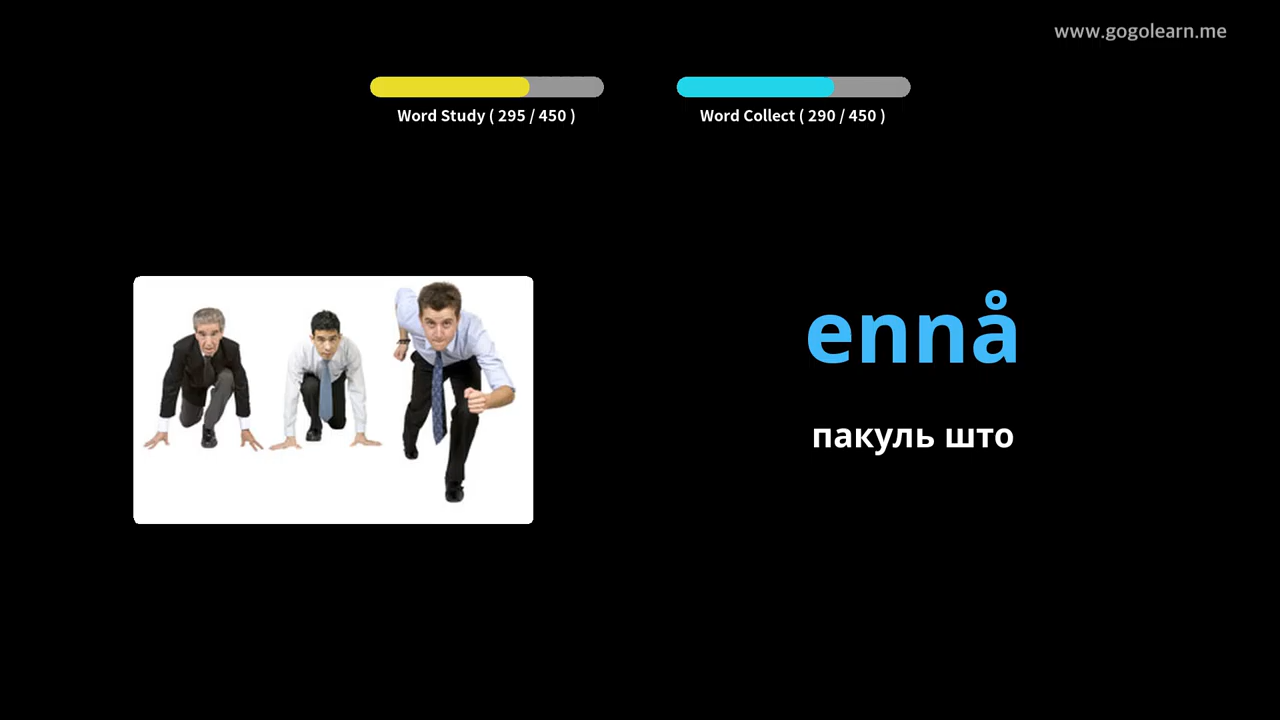 www.gogolearn.me
Word Study ( 295 / 450 )
Word Collect ( 290 / 450 )
ennå
пакуль што